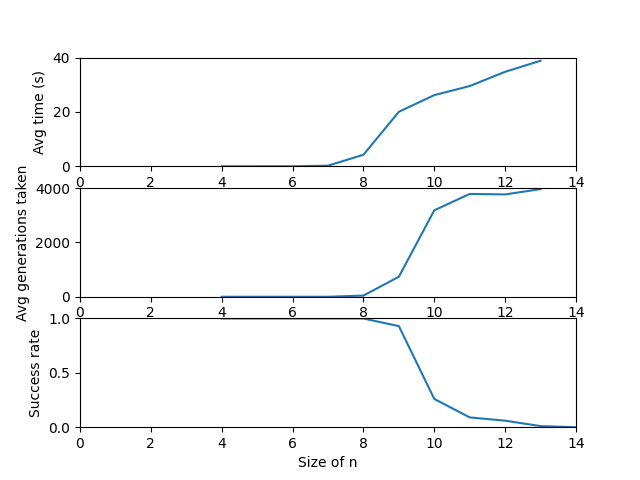 Avg time (s)
40
20
0
0 2 4 6 8 10 12 14
Avg generations taken
4000
2000
0
0 2 4 6 8 10 12 14
Success rate
1.0
0.5
0.0
0 2 4 6 8 10 12 14
Size of n